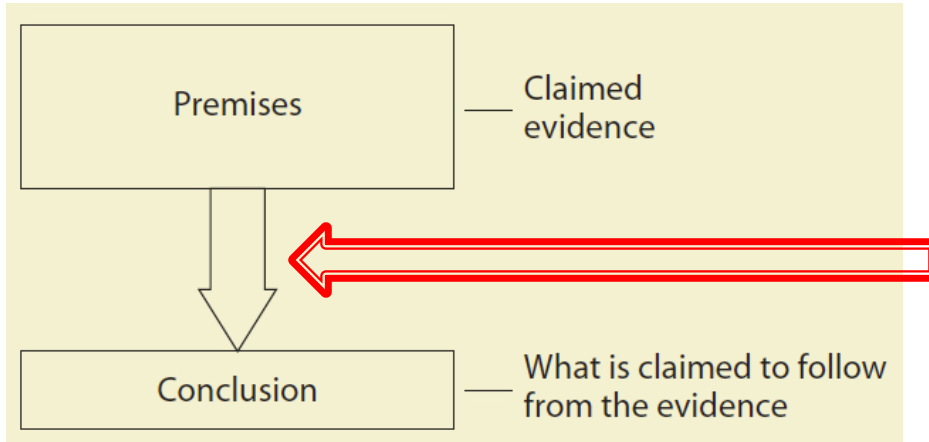 Premises
Claimed
evidence
Conclusion
What is claimed to follow
from the evidence